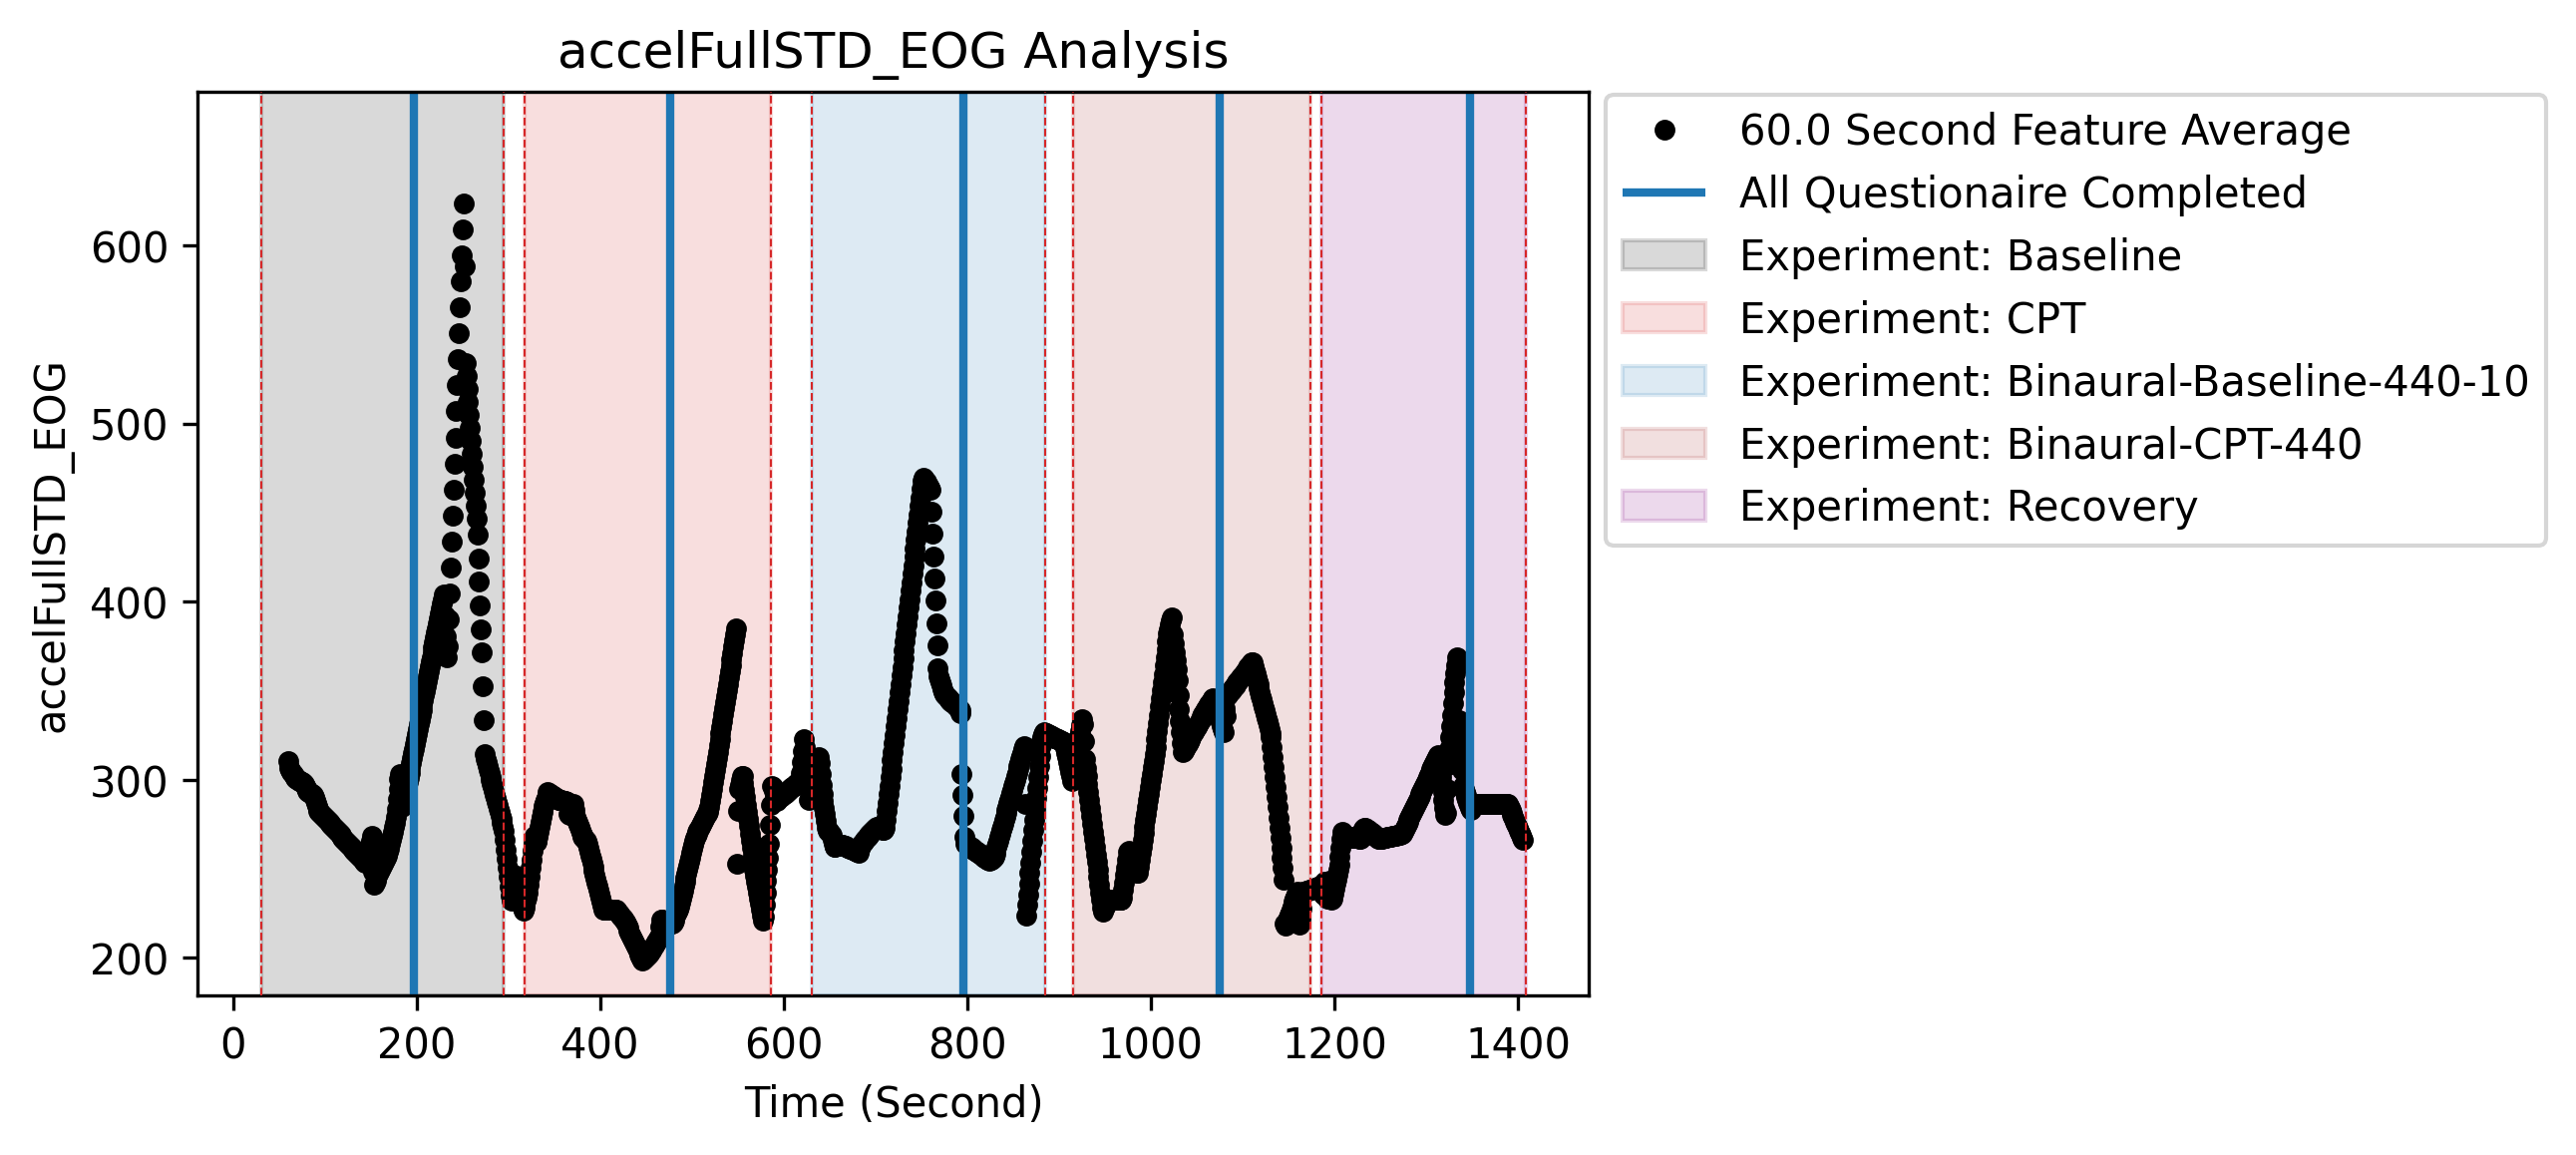 accelFullSTD_EOG Analysis
accelFullSTD_EOG
600
500
400
300
200
0 200 400 600 800 1000 1200 1400
Time (Second)
60.0 Second Feature Average
All Questionaire Completed
Experiment: Baseline
Experiment: CPT
Experiment: Binaural-Baseline-440-10
Experiment: Binaural-CPT-440
Experiment: Recovery